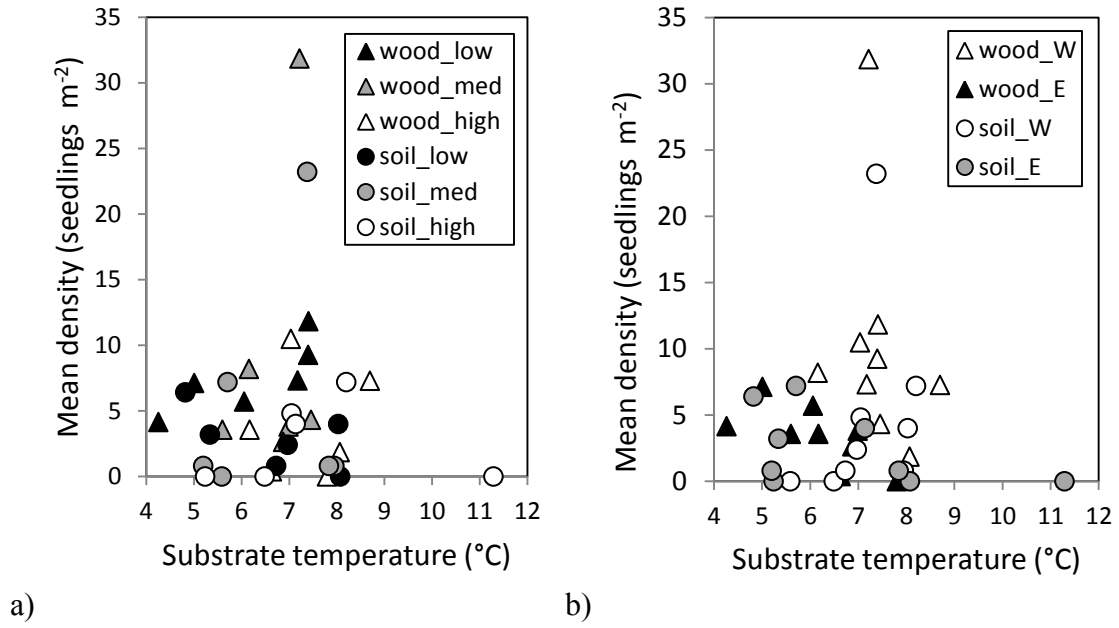 35
30
25
20
15
10
5
0
4 5 6 7 8 9 10 11 12
Mean density (seedlings m-2)
Substrate temperature (°C)
wood_low
wood_med
wood_high
soil_low
soil_med
soil_high
a)
35
30
25
20
15
10
5
0
4 5 6 7 8 9 10 11 12
Mean density (seedlings m-2)
Substrate temperature (°C)
wood_W
wood_E
soil_W
soil_E
b)